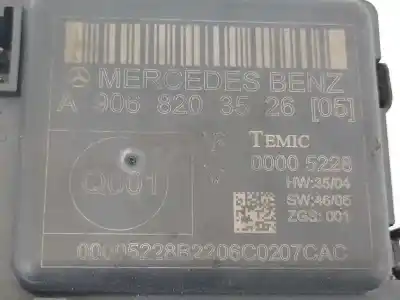 MERCEDES BENZ
A 906 820 35 26 [05]
TEMIC
Q001
0000 5228
HW:35/04
SW:46/05
ZGS: 001
00005228B2206C0207CAC